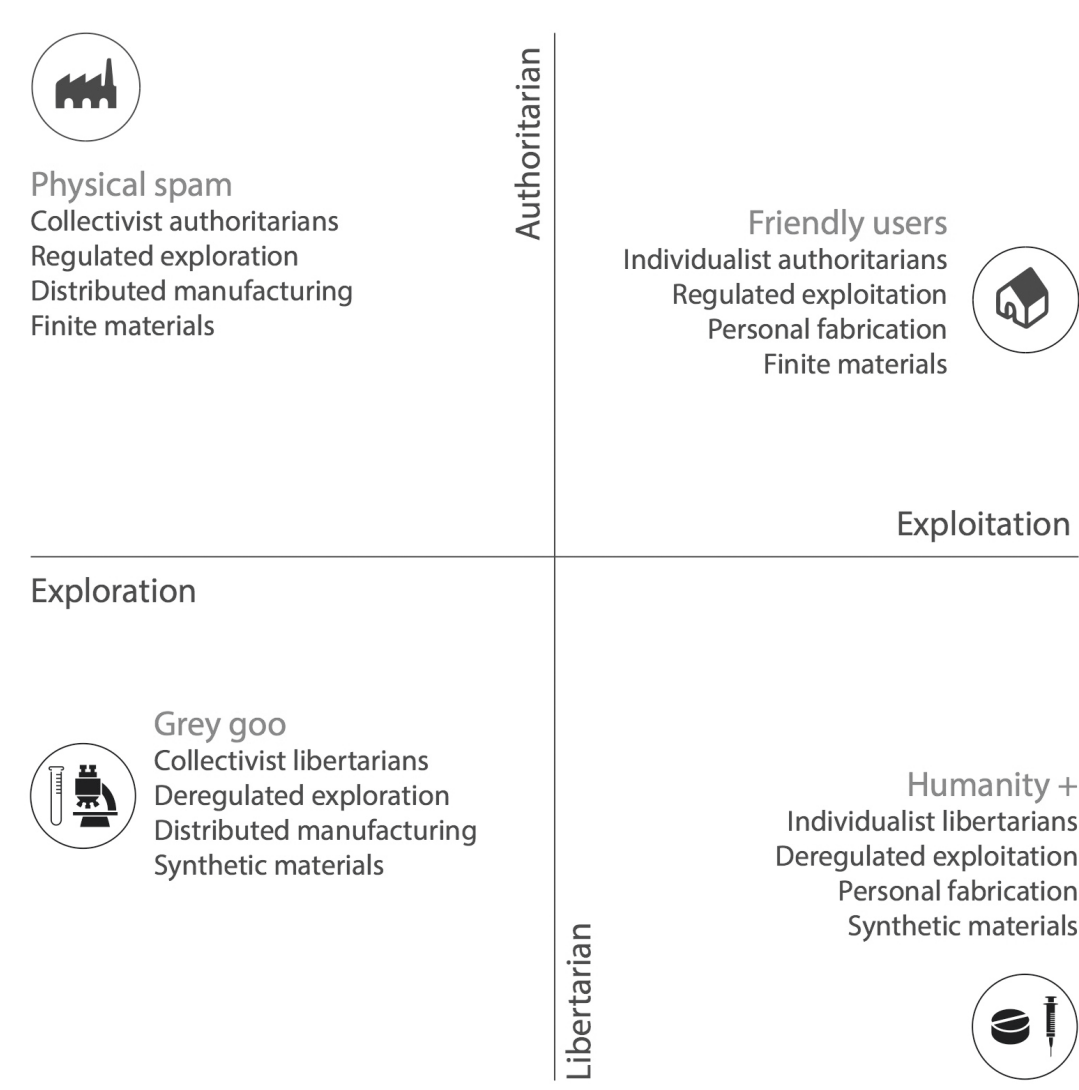 Authoritarian
Physical spam
Collectivist authoritarians
Regulated exploration
Distributed manufacturing
Finite materials
Friendly users
Individualist authoritarians
Regulated exploitation
Personal fabrication
Finite materials
Exploitation
Exploration
Grey goo
Collectivist libertarians
Deregulated exploration
Distributed manufacturing
Synthetic materials
Humanity +
Individualist libertarians
Deregulated exploitation
Personal fabrication
Synthetic materials
Libertarian